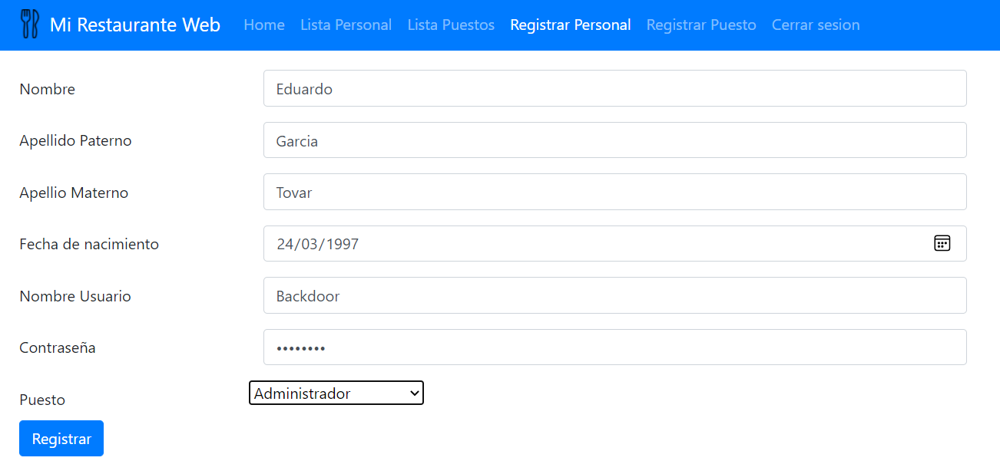 Mi Restaurante Web Home Lista Personal Lista Puestos Registrar Personal Registrar Puesto Cerrar sesion
Nombre Eduardo
Apellido Paterno Garcia
Apellio Materno Tovar
Fecha de nacimiento 24/03/1997
Nombre Usuario Backdoor
Contraseña ••••••••
Puesto Administrador
Registrar